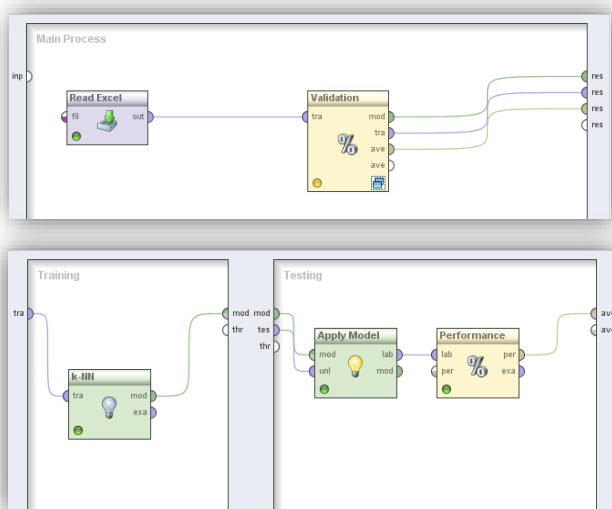 Main Process
inp
res
res
res
res
Read Excel
fil out
Validation
tra mod
tra
ave
ave
Training
tra
mod
thr
k-NN
tra mod
exa
Testing
mod
tes
thr
ave
ave
Apply Model
mod lab
unl mod
Performance
lab per
per exa